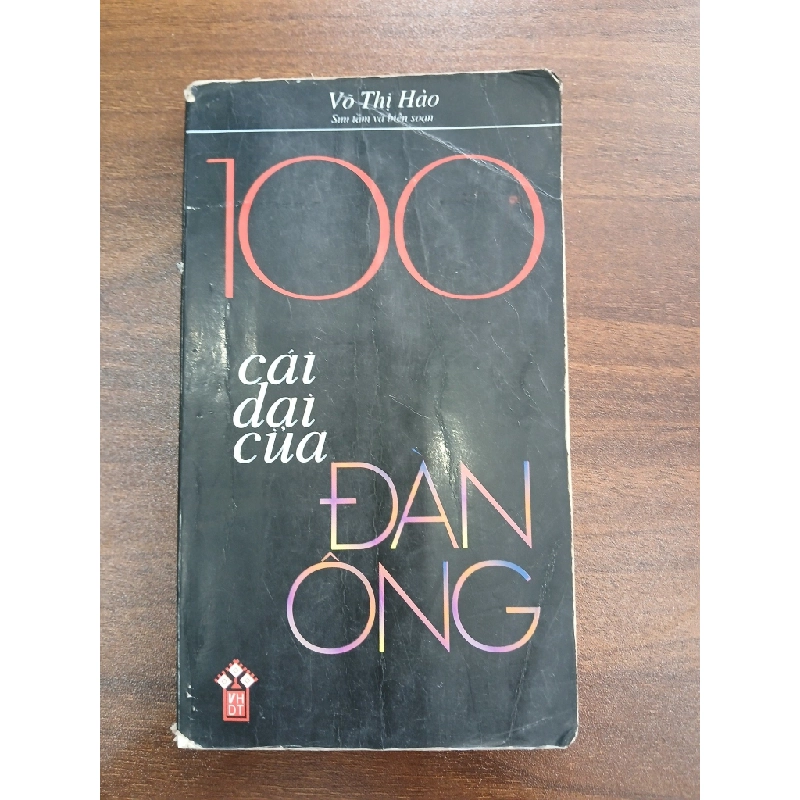 Võ Thị Hảo
Sưu tầm và biên soạn
100
cái
dại
của
ĐÀN
ÔNG
VH
DT